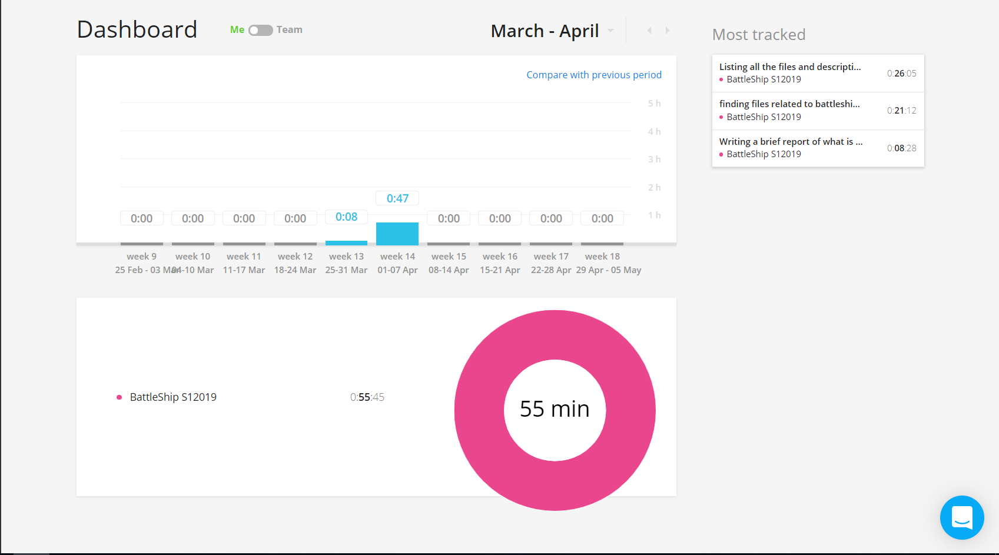 Dashboard
Me Team
March - April
Compare with previous period
5 h
4 h
3 h
2 h
1 h
0:00 0:00 0:00 0:00 0:08 0:47 0:00 0:00 0:00 0:00
week 9 week 10 week 11 week 12 week 13 week 14 week 15 week 16 week 17 week 18
25 Feb - 03 Mar 04-10 Mar 11-17 Mar 18-24 Mar 25-31 Mar 01-07 Apr 08-14 Apr 15-21 Apr 22-28 Apr 29 Apr - 05 May
BattleShip S12019 0:55:45
55 min
Most tracked
Listing all the files and descripti...
BattleShip S12019
0:26:05
finding files related to battleshi...
BattleShip S12019
0:21:12
Writing a brief report of what is ...
BattleShip S12019
0:08:28